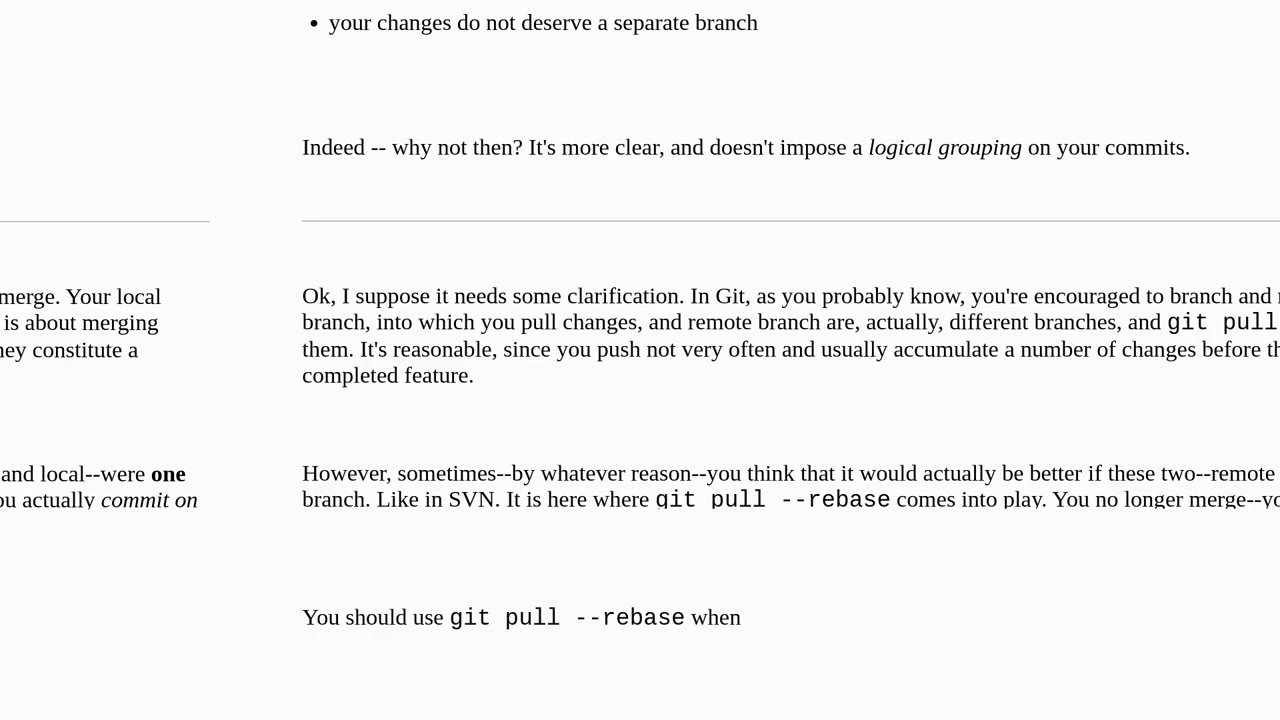 your changes do not deserve a separate branch
Indeed -- why not then? It's more clear, and doesn't impose a logical grouping on your commits.
merge. Your local
is about merging
hey constitute a
Ok, I suppose it needs some clarification. In Git, as you probably know, you're encouraged to branch and
branch, into which you pull changes, and remote branch are, actually, different branches, and git pull
them. It's reasonable, since you push not very often and usually accumulate a number of changes before th
completed feature.
and local--were one
ou actually commit on
However, sometimes--by whatever reason--you think that it would actually be better if these two--remote
branch. Like in SVN. It is here where git pull --rebase comes into play. You no longer merge--yo
You should use git pull --rebase when